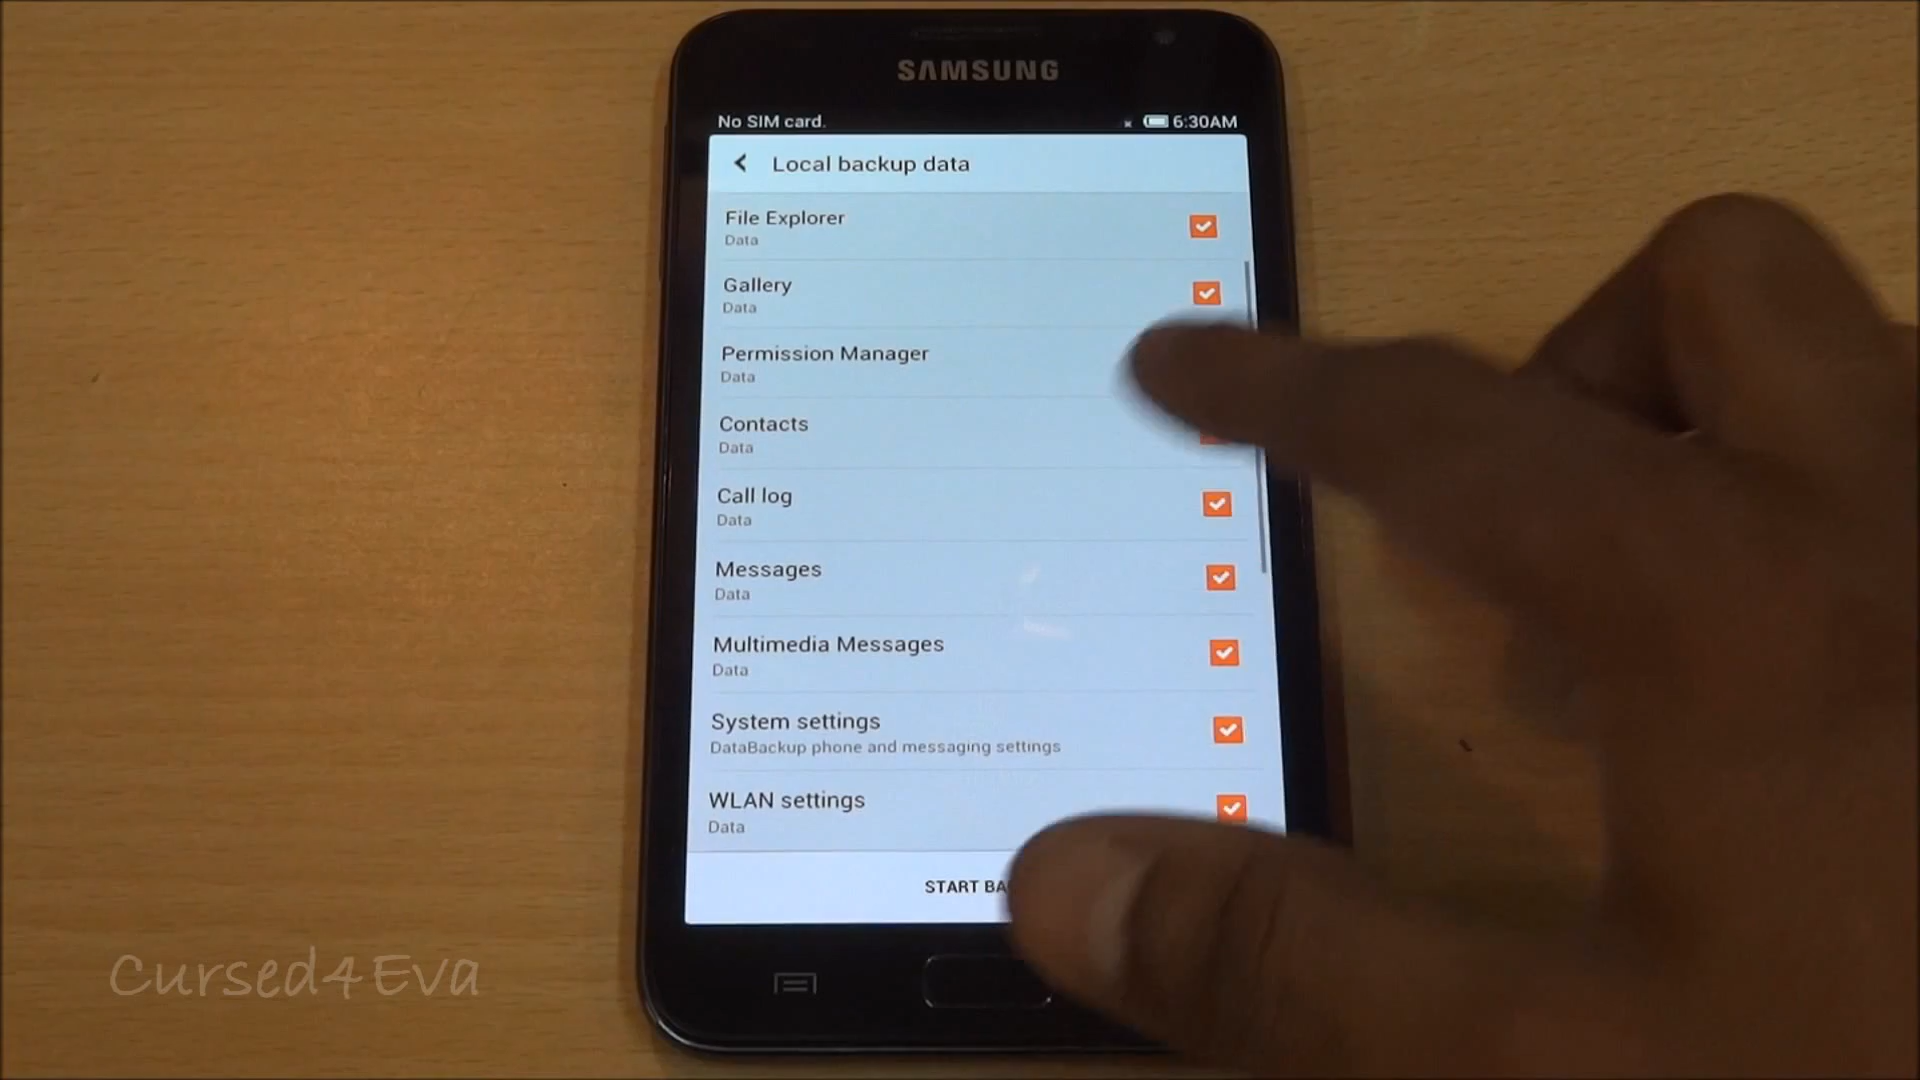 SAMSUNG
No SIM card.
6:30AM
Local backup data
File Explorer
Data
Gallery
Data
Permission Manager
Data
Contacts
Data
Call log
Data
Messages
Data
Multimedia Messages
Data
System settings
DataBackup phone and messaging settings
WLAN settings
Data
START
Cursed4Eva